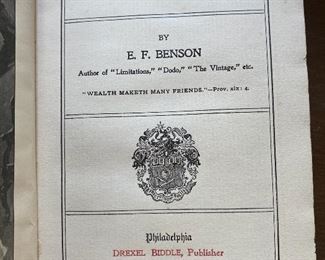 BY
E. F. BENSON
Author of "Limitations," "Dodo," "The Vintage," etc.
"WEALTH MAKETH MANY FRIENDS."—Prov. xix: 4.
Philadelphia
DREXEL BIDDLE, Publisher